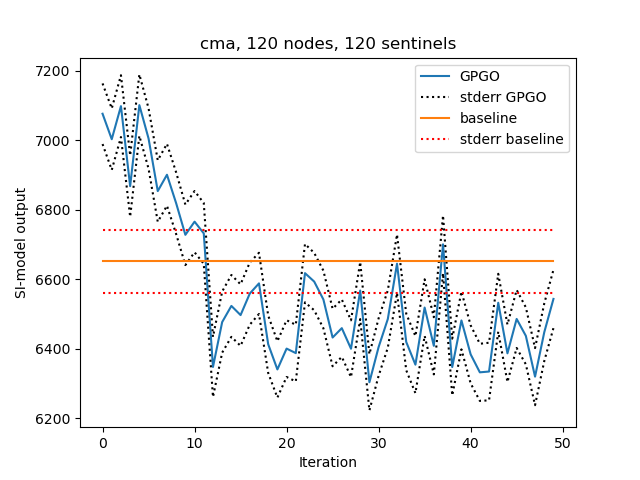 cma, 120 nodes, 120 sentinels
7200
7000
6800
6600
6400
6200
SI-model output
GPGO
stderr GPGO
baseline
stderr baseline
0
10
20
30
40
50
Iteration